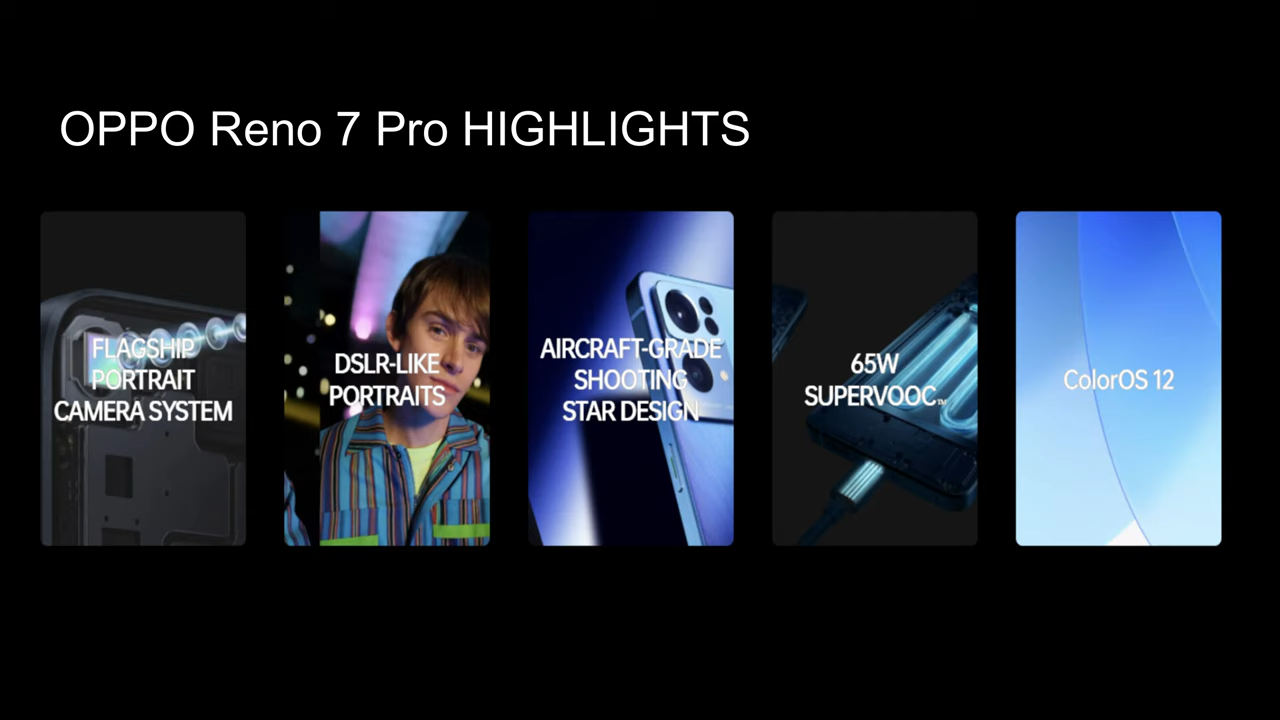 OPPO Reno 7 Pro HIGHLIGHTS
FLAGSHIP
PORTRAIT
CAMERA SYSTEM
DSLR-LIKE
PORTRAITS
AIRCRAFT-GRADE
SHOOTING
STAR DESIGN
65W
SUPERVOOC™
ColorOS 12